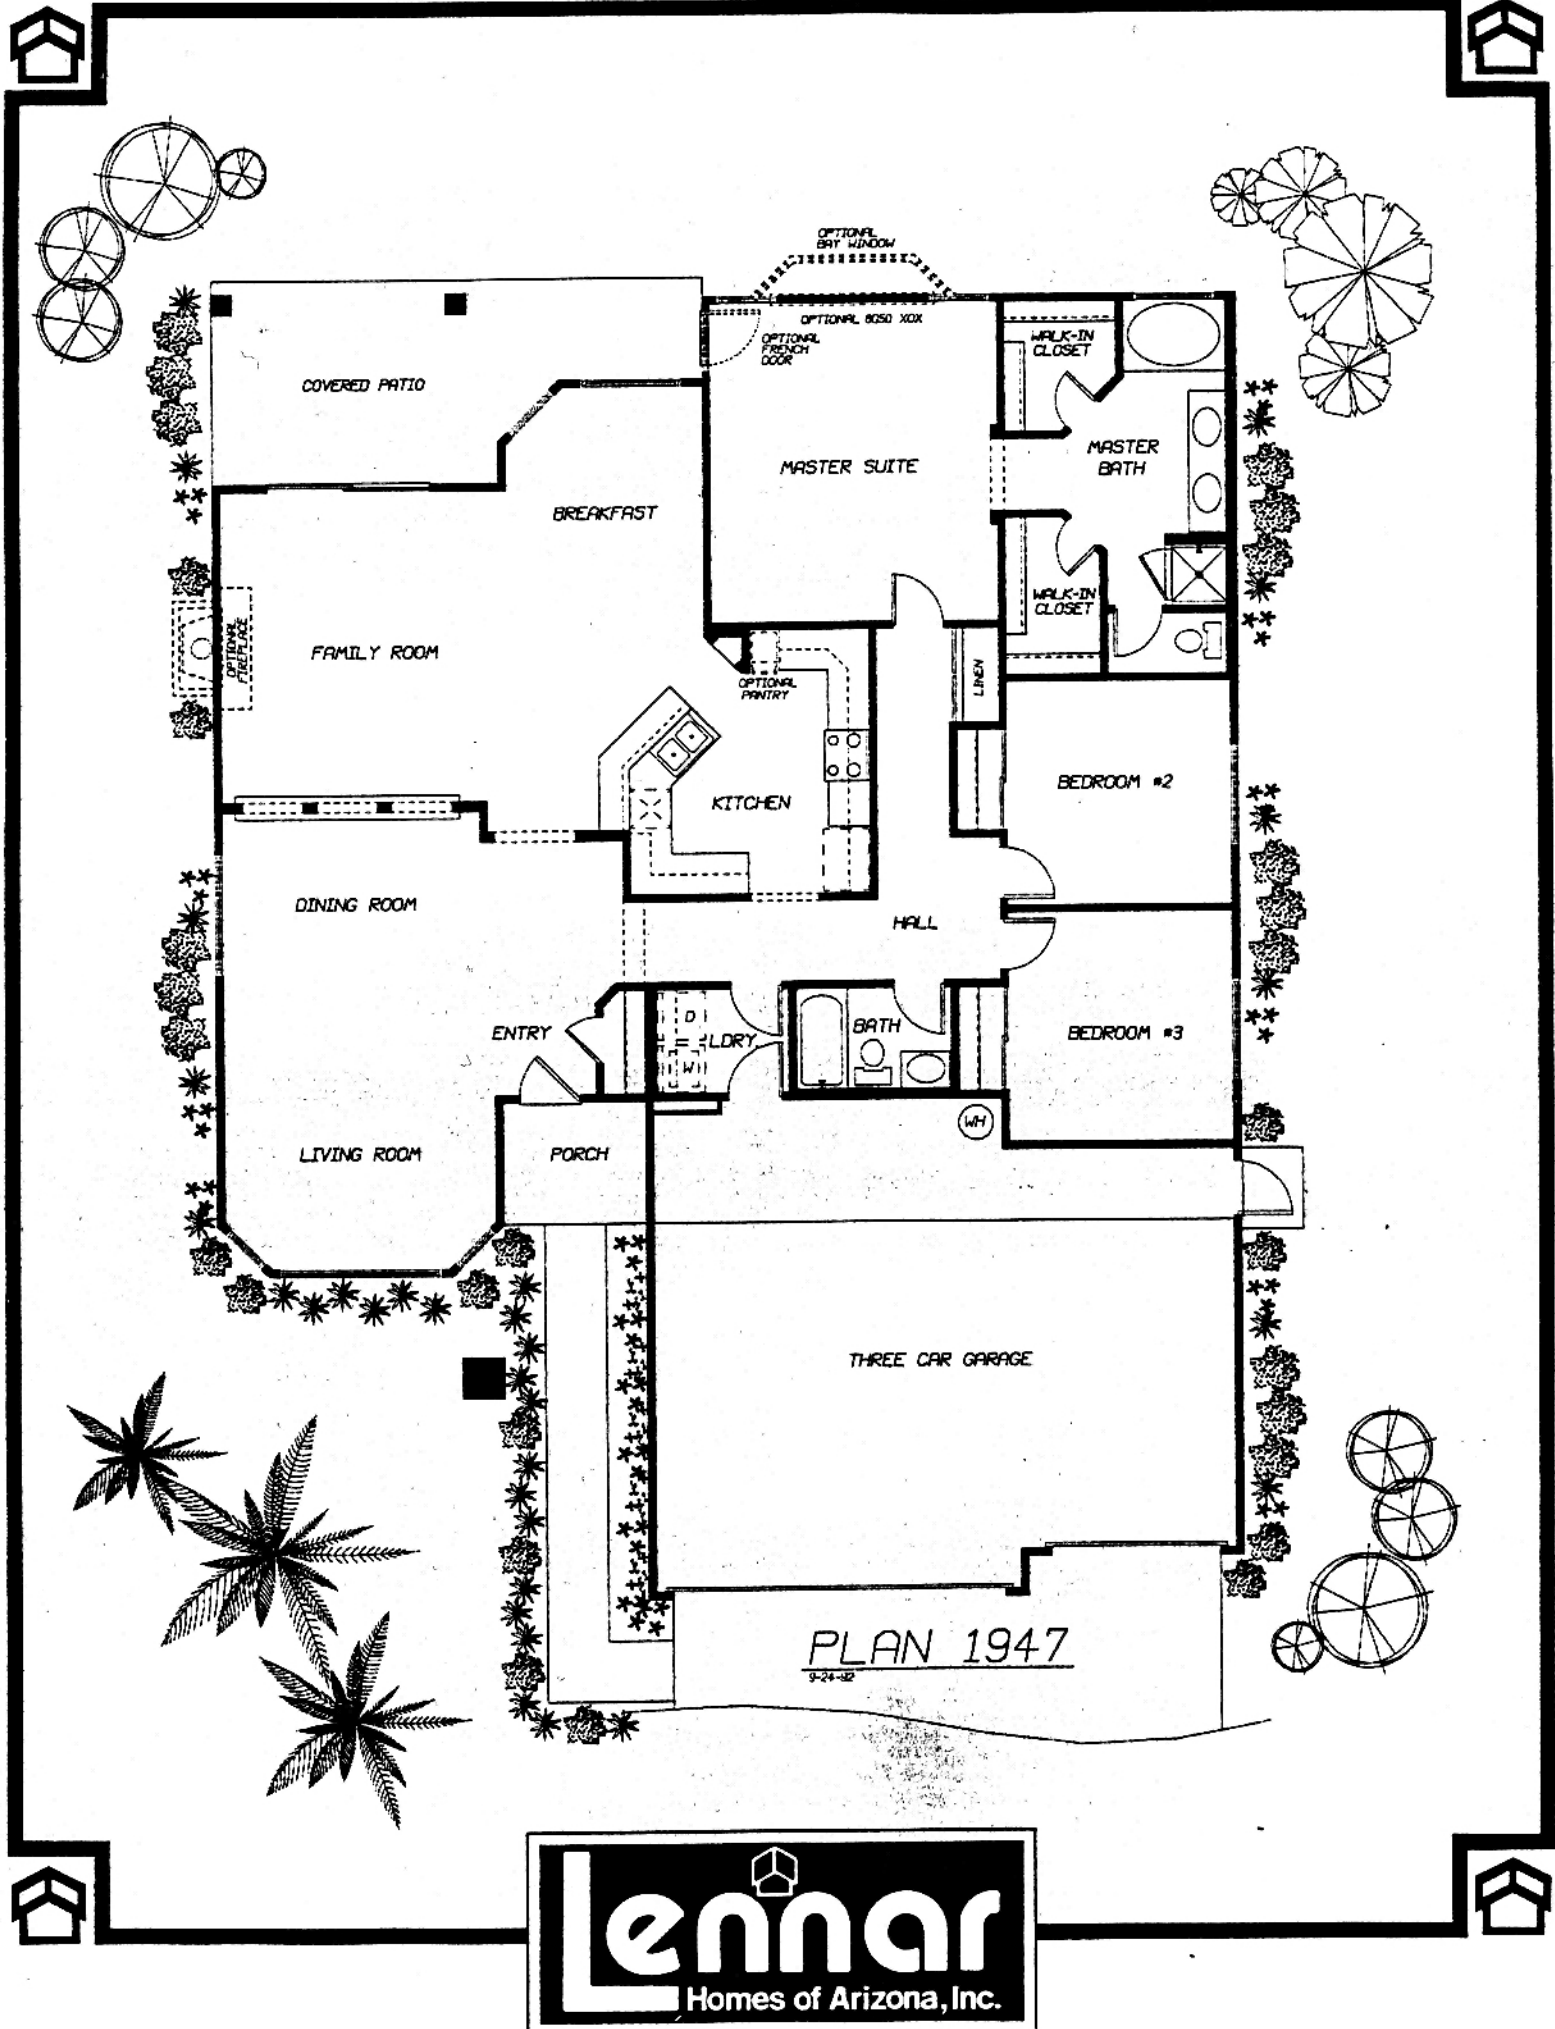 OPTIONAL
BAY WINDOW
OPTIONAL 8050 XOX
OPTIONAL
FRENCH
DOOR
WALK-IN
CLOSET
COVERED PATIO
MASTER SUITE
MASTER
BATH
BREAKFAST
WALK-IN
CLOSET
OPTIONAL
FIREPLACE
FAMILY ROOM
OPTIONAL
PANTRY
LINEN
BEDROOM #2
KITCHEN
DINING ROOM
HALL
ENTRY
D
W
LDRY
BATH
BEDROOM #3
WH
LIVING ROOM
PORCH
THREE CAR GARAGE
PLAN 1947
9-24-92
Lennar
Homes of Arizona, Inc.